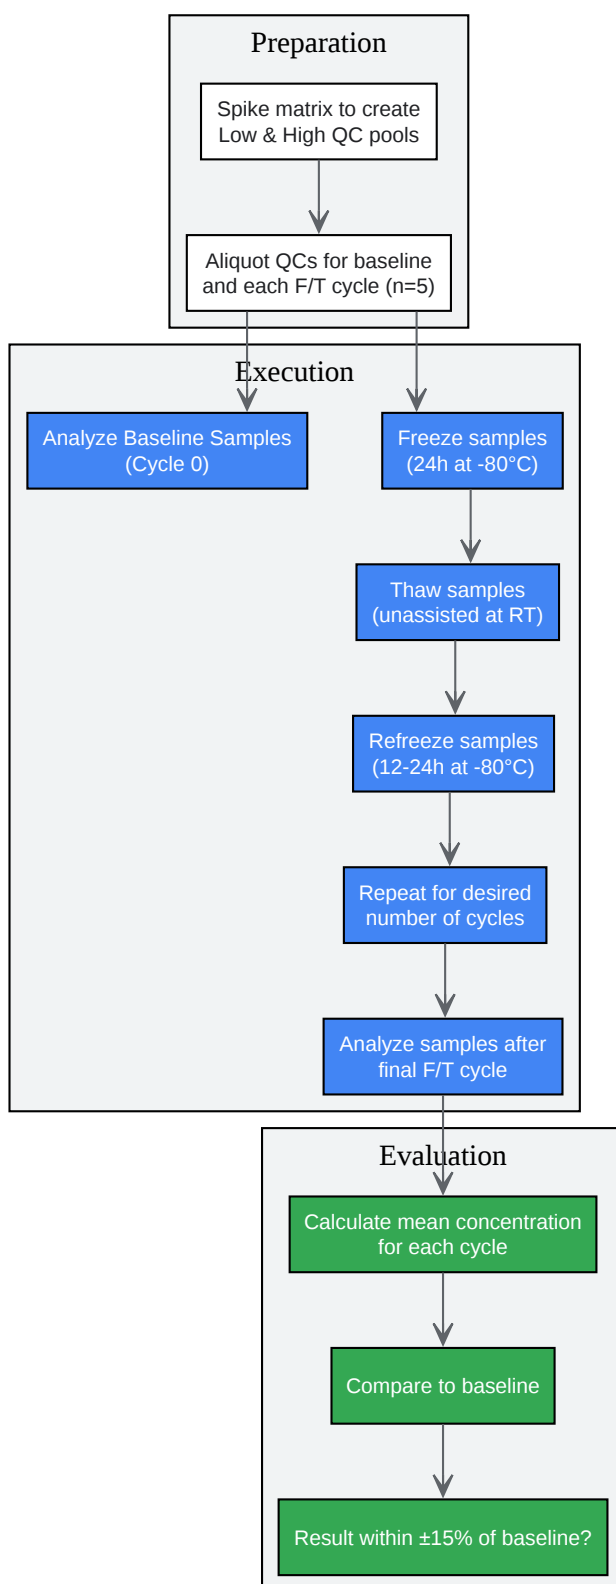 Preparation
Spike matrix to create
Low & High QC pools
Aliquot QCs for baseline
and each F/T cycle (n=5)
Execution
Analyze Baseline Samples
(Cycle 0)
Freeze samples
(24h at -80°C)
Thaw samples
(unassisted at RT)
Refreeze samples
(12-24h at -80°C)
Repeat for desired
number of cycles
Analyze samples after
final F/T cycle
Evaluation
Calculate mean concentration
for each cycle
Compare to baseline
Result within ±15% of baseline?